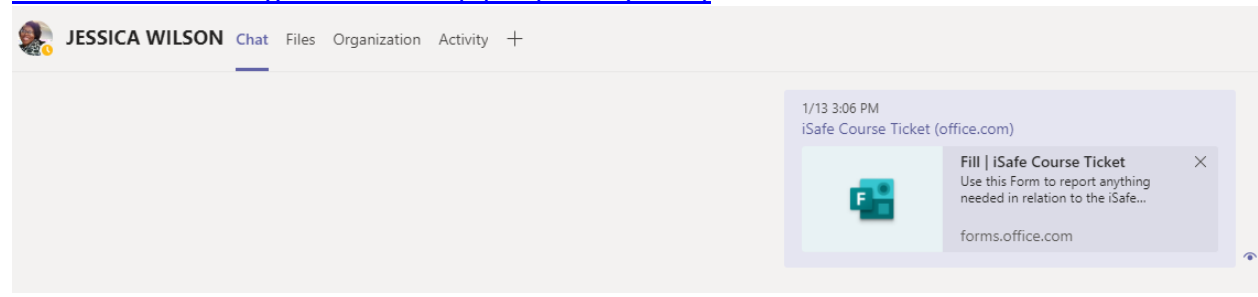 JESSICA WILSON Chat Files Organization Activity +
1/13 3:06 PM
iSafe Course Ticket (office.com)
Fill | iSafe Course Ticket
Use this Form to report anything
needed in relation to the iSafe...
forms.office.com
F